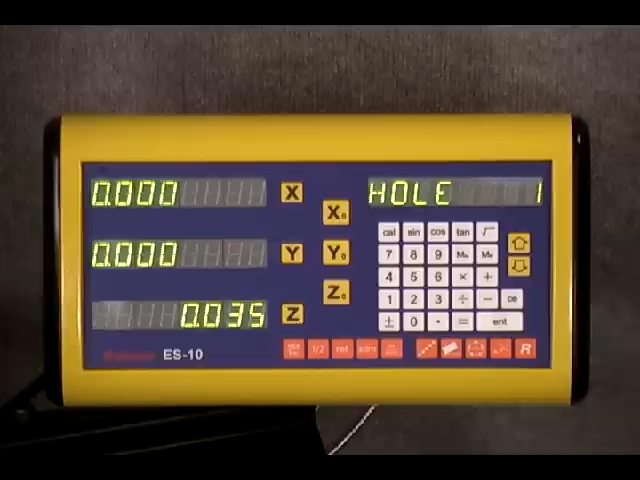 0.000 X HOLE 1
X₀
cal sin cos tan √
0.000 Y Y₀
7 8 9
4 5 6 × +
Z₀
0.035 Z
1 2 3 ÷ −
± 0 · = ent
ES-10
1/2 ref R